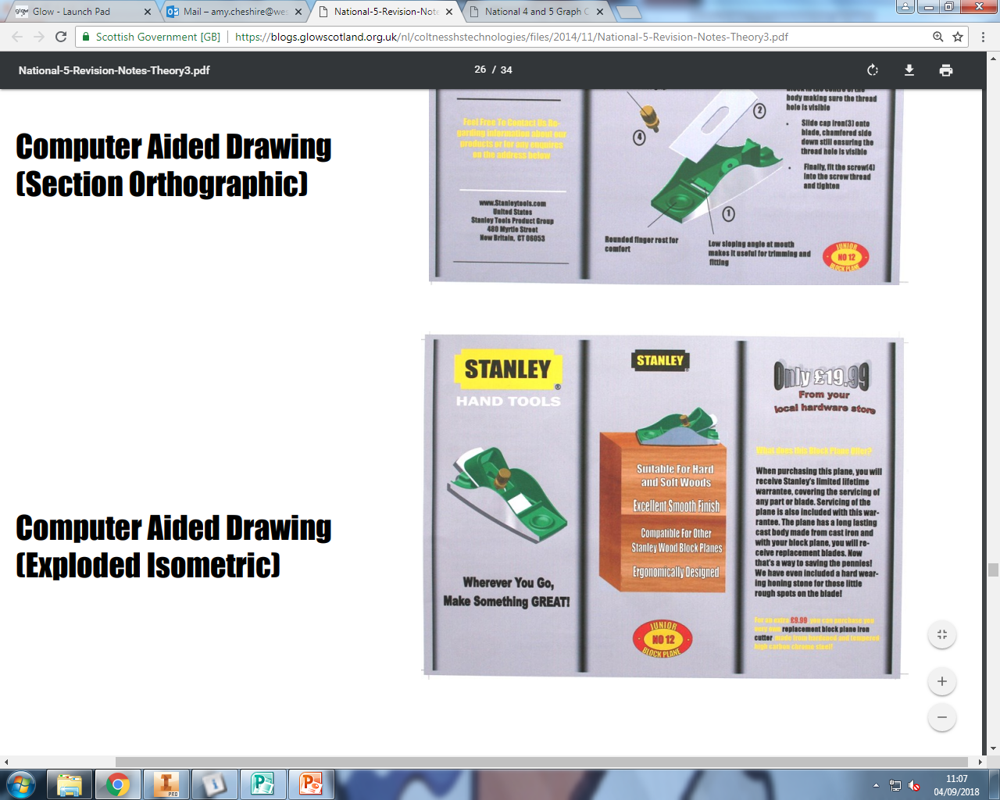 Glow - Launch Pad
Mail – amy.cheshire@wes
National-5-Revision-Note
National 4 and 5 Graph C
Scottish Government [GB]
https://blogs.glowscotland.org.uk/nl/coltnesshstechnologies/files/2014/11/National-5-Revision-Notes-Theory3.pdf
National-5-Revision-Notes-Theory3.pdf
26 / 34
Computer Aided Drawing
(Section Orthographic)
Feel Free To Contact Us Re-
garding information about our
products or for any enquires
on the address below
www.Stanleytools.com
United States
Stanley Tools Product Group
480 Myrtle Street
New Britain, CT 06053
4
2
1
Rounded finger rest for
comfort
Low sloping angle at mouth
makes it useful for trimming and
fitting
body making sure the thread
hole is visible
• Slide cap iron(3) onto
blade, chamfered side
down still ensuring the
thread hole is visible
• Finally, fit the screw(4)
into the screw thread
and tighten
JUNIOR
NO 12
BLOCK PLANE
Computer Aided Drawing
(Exploded Isometric)
STANLEY
®
HAND TOOLS
Wherever You Go,
Make Something GREAT!
STANLEY
Suitable For Hard
and Soft Woods
Excellent Smooth Finish
Compatible For Other
Stanley Wood Block Planes
Ergonomically Designed
JUNIOR
NO 12
BLOCK PLANE
Only £19.99
From your
local hardware store
What does this Block Plane Offer?
When purchasing this plane, you will
receive Stanley's limited lifetime
warrantee, covering the servicing of
any part or blade. Servicing of the
plane is also included with this war-
rantee. The plane has a long lasting
cast body made from cast iron and
with your block plane, you will re-
ceive replacement blades. Now
that's a way to saving the pennies!
We have even included a hard wear-
ing honing stone for those little
rough spots on the blade!
For an extra £9.99 you can purchase you
very own replacement block plane iron
cutter made from hardened and tempered
high carbon chrome steel!
PRO
11:07
04/09/2018